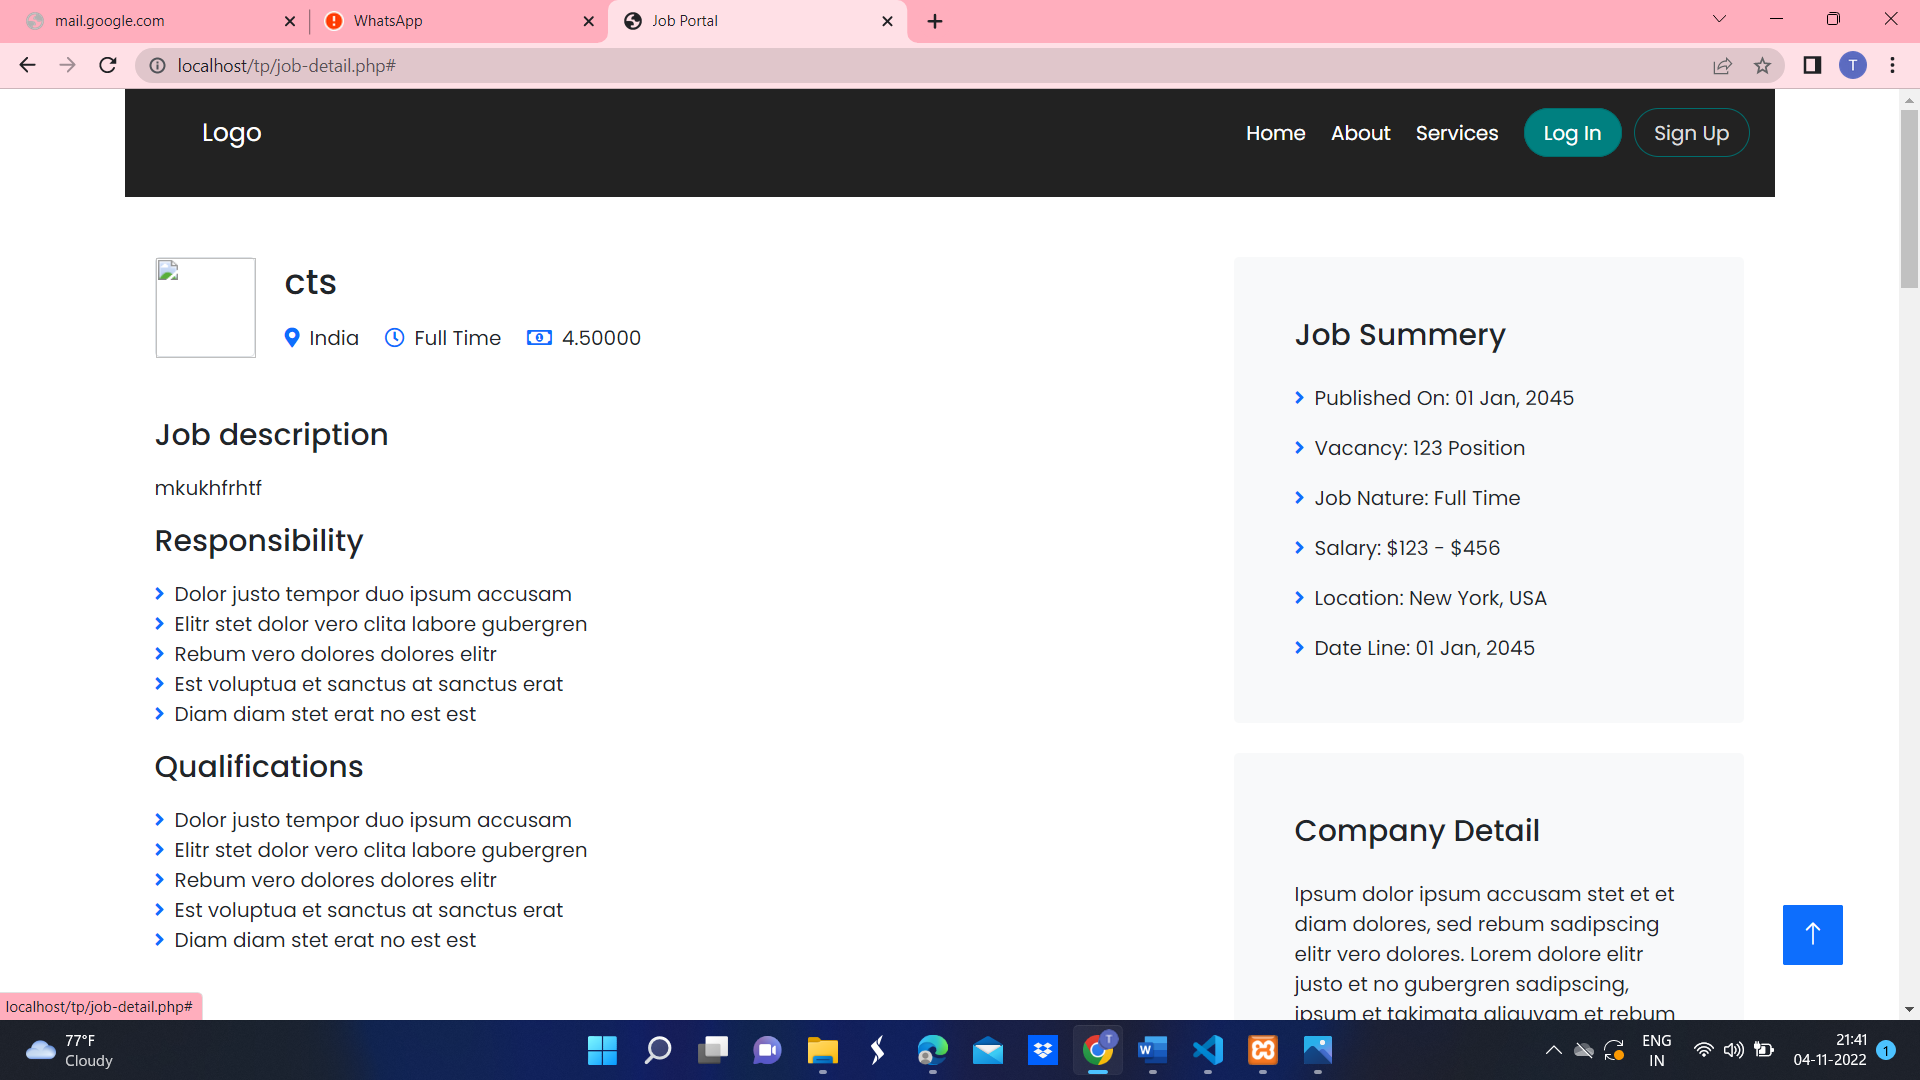 mail.google.com
WhatsApp
Job Portal
localhost/tp/job-detail.php#
T
Logo
Home
About
Services
Log In
Sign Up
cts
India
Full Time
4.50000
Job description
mkukhfrhtf
Responsibility
Dolor justo tempor duo ipsum accusam
Elitr stet dolor vero clita labore gubergren
Rebum vero dolores dolores elitr
Est voluptua et sanctus at sanctus erat
Diam diam stet erat no est est
Qualifications
Dolor justo tempor duo ipsum accusam
Elitr stet dolor vero clita labore gubergren
Rebum vero dolores dolores elitr
Est voluptua et sanctus at sanctus erat
Diam diam stet erat no est est
Job Summery
Published On: 01 Jan, 2045
Vacancy: 123 Position
Job Nature: Full Time
Salary: $123 - $456
Location: New York, USA
Date Line: 01 Jan, 2045
Company Detail
Ipsum dolor ipsum accusam stet et et
diam dolores, sed rebum sadipscing
elitr vero dolores. Lorem dolore elitr
justo et no gubergren sadipscing,
ipsum et takimata aliquyam et rebum
localhost/tp/job-detail.php#
77°F
Cloudy
T
W
ENG
IN
21:41
04-11-2022
1